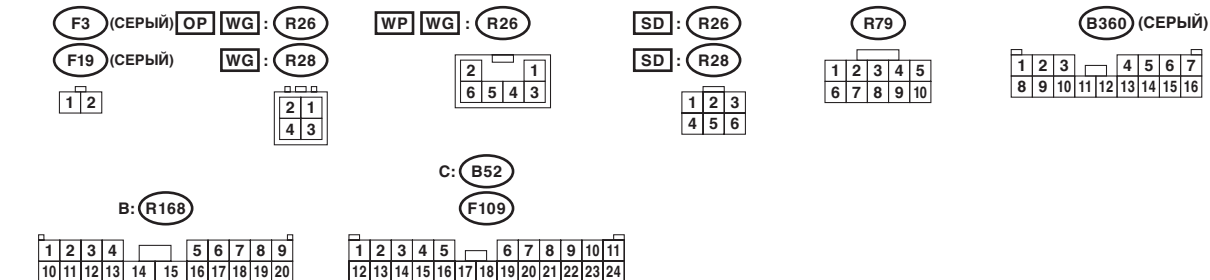 F3 (СЕРЫЙ) OP WG : R26 WP WG : R26 SD : R26 R79 B360 (СЕРЫЙ)
F19 (СЕРЫЙ) WG : R28 SD : R28
1 2
2 1
4 3
2 1
6 5 4 3
1 2 3
4 5 6
1 2 3 4 5
6 7 8 9 10
1 2 3 4 5 6 7
8 9 10 11 12 13 14 15 16
C: B52
B: R168 F109
1 2 3 4 5 6 7 8 9
10 11 12 13 14 15 16 17 18 19 20
1 2 3 4 5 6 7 8 9 10 11
12 13 14 15 16 17 18 19 20 21 22 23 24